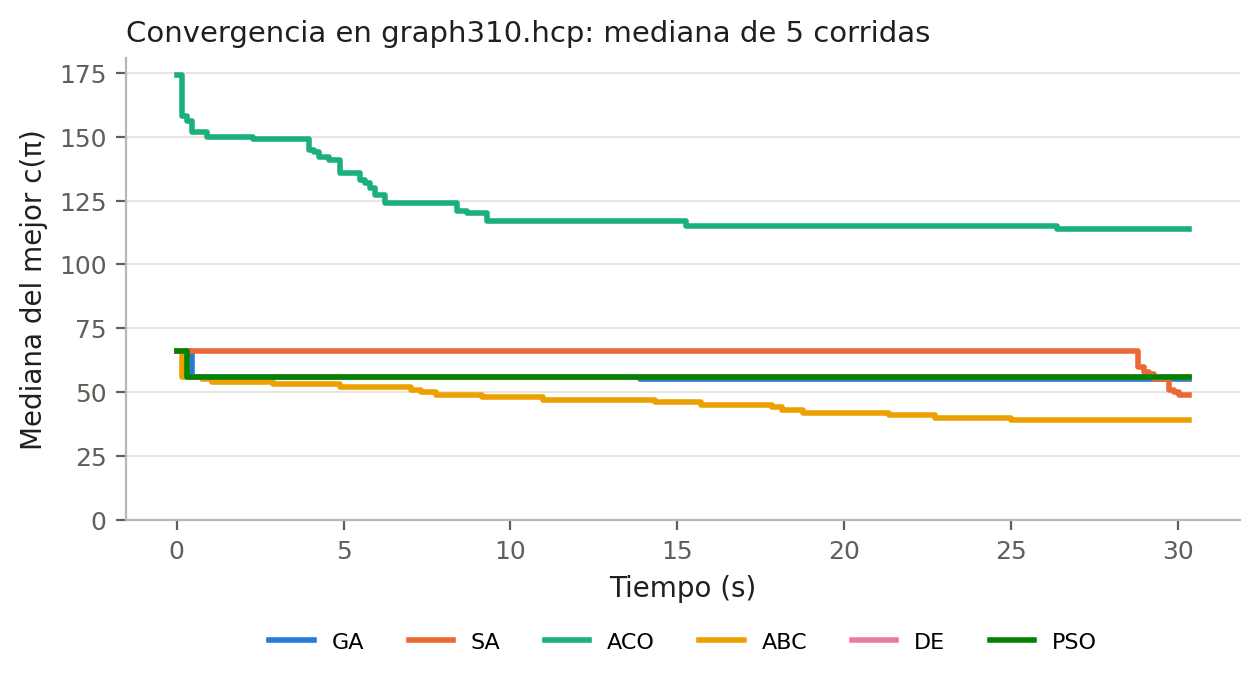 Convergencia en graph310.hcp: mediana de 5 corridas
Mediana del mejor c(π)
175
150
125
100
75
50
25
0
0 5 10 15 20 25 30
Tiempo (s)
GA SA ACO ABC DE PSO